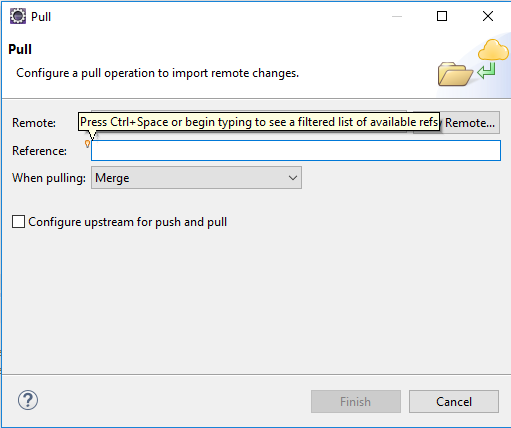 Pull
Pull
Configure a pull operation to import remote changes.
Press Ctrl+Space or begin typing to see a filtered list of available refs
Remote: Remote...
Reference:
When pulling: Merge
Configure upstream for push and pull
Finish Cancel